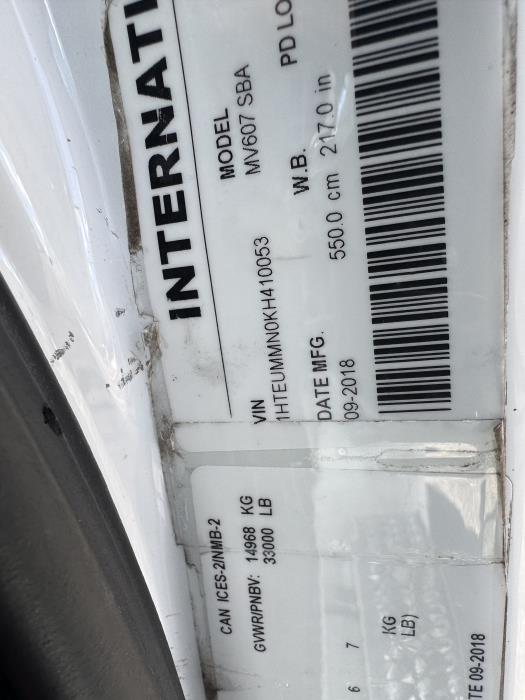 INTERNATI
MODEL
MV607 SBA
PD LO
VIN
1HTEUMMN0KH410053
W.B.
DATE MFG.
550.0 cm 217.0 in
09-2018
CAN ICES-2/NMB-2
GVWR/PNBV: 14968 KG
33000 LB
6 7
KG
LB)
TE 09-2018